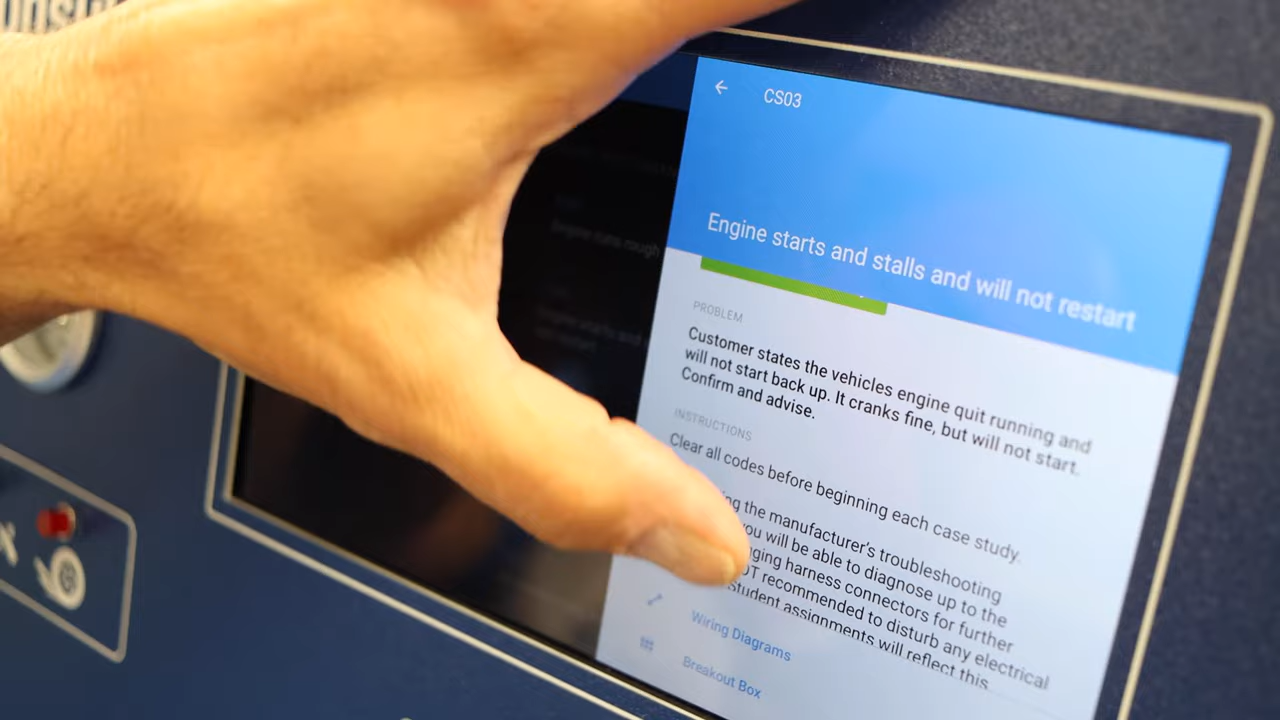 CS03
Engine starts and stalls and will not restart
PROBLEM
Customer states the vehicles engine quit running and
will not start back up. It cranks fine, but will not start.
Confirm and advise.
INSTRUCTIONS
Clear all codes before beginning each case study.
the manufacturer's troubleshooting
you will be able to diagnose up to the
harness connectors for further
recommended to disturb any electrical
Student assignments will reflect this
Wiring Diagrams
Breakout Box